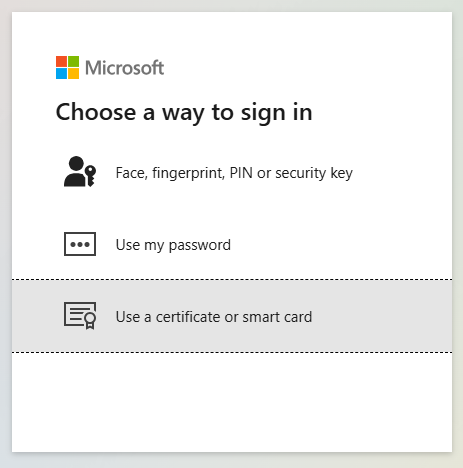 Microsoft
Choose a way to sign in
Face, fingerprint, PIN or security key
Use my password
Use a certificate or smart card